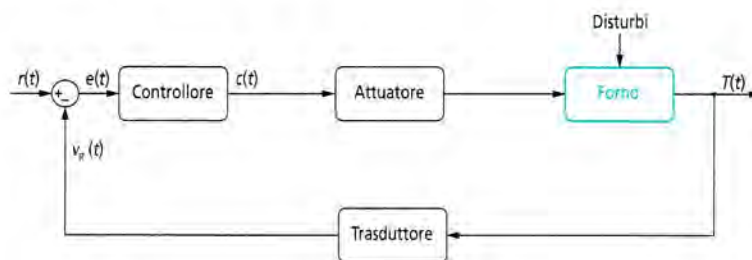 Disturbi
r(t)
+
–
e(t)
Controllore
c(t)
Attuatore
Forno
T(t)
v_R(t)
Trasduttore